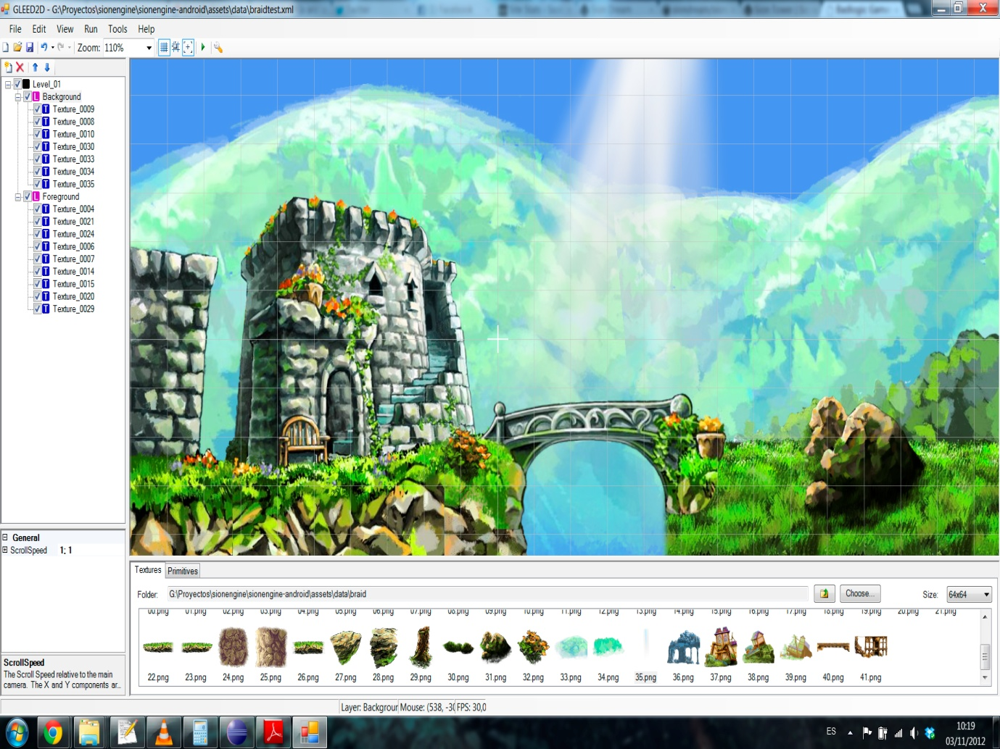 GLEED2D - G:\Proyectos\sionengine\sionengine-android\assets\data\braidtest.xml
File Edit View Run Tools Help
Zoom: 110%
Level_01
Background
Texture_0009
Texture_0008
Texture_0010
Texture_0030
Texture_0033
Texture_0034
Texture_0035
Foreground
Texture_0004
Texture_0021
Texture_0024
Texture_0006
Texture_0007
Texture_0014
Texture_0015
Texture_0020
Texture_0029
General
ScrollSpeed 1; 1
ScrollSpeed
The Scroll Speed relative to the main
camera. The X and Y components ar...
Textures Primitives
Folder: G:\Proyectos\sionengine\sionengine-android\assets\data\braid Choose... Size: 64x64
00.png 01.png 02.png 03.png 04.png 05.png 06.png 07.png 08.png 09.png 10.png 11.png 12.png 13.png 14.png 15.png 16.png 17.png 18.png 19.png 20.png 21.png
22.png 23.png 24.png 25.png 26.png 27.png 28.png 29.png 30.png 31.png 32.png 33.png 34.png 35.png 36.png 37.png 38.png 39.png 40.png 41.png
Layer: Backgrour Mouse: (538, -30 FPS: 30,0
ES 10:19
03/11/2012